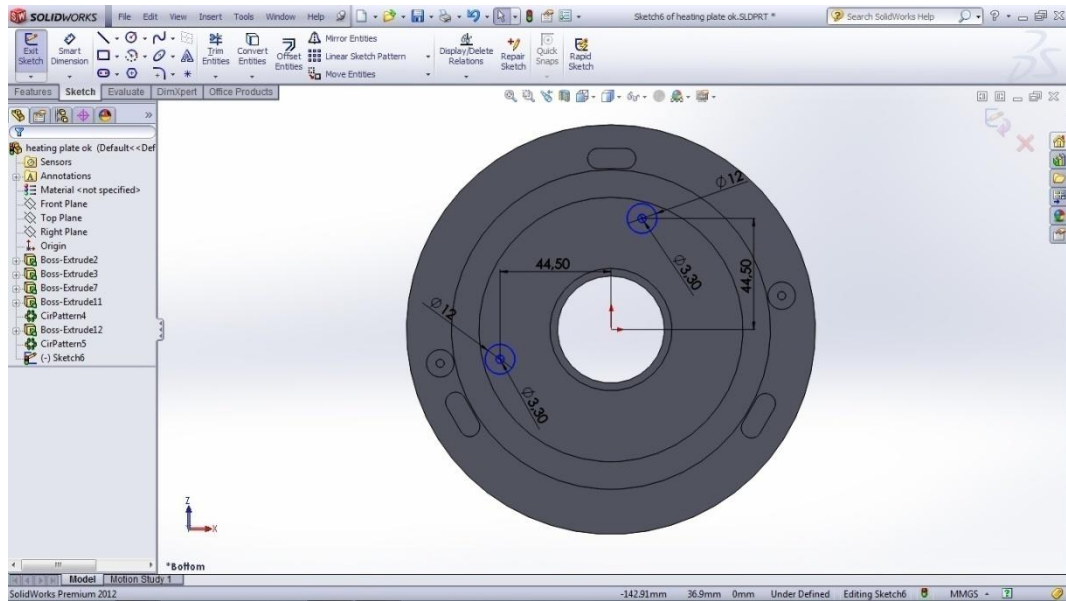 SOLIDWORKS File Edit View Insert Tools Window Help Sketch6 of heating plate ok.SLDPRT * Search SolidWorks Help
Exit Sketch
Smart Dimension
Trim Entities
Convert Entities
Offset Entities
Mirror Entities
Linear Sketch Pattern
Move Entities
Display/Delete Relations
Repair Sketch
Quick Snaps
Rapid Sketch
Features Sketch Evaluate DimXpert Office Products
heating plate ok (Default<<Def
Sensors
Annotations
Material <not specified>
Front Plane
Top Plane
Right Plane
Origin
Boss-Extrude2
Boss-Extrude3
Boss-Extrude7
Boss-Extrude11
CirPattern4
Boss-Extrude12
CirPattern5
(-) Sketch6
Ø12
Ø3,30
44,50
44,50
Ø12
Ø3,30
Z
X
*Bottom
Model Motion Study 1
SolidWorks Premium 2012 -142.91mm 36.9mm 0mm Under Defined Editing Sketch6 MMGS